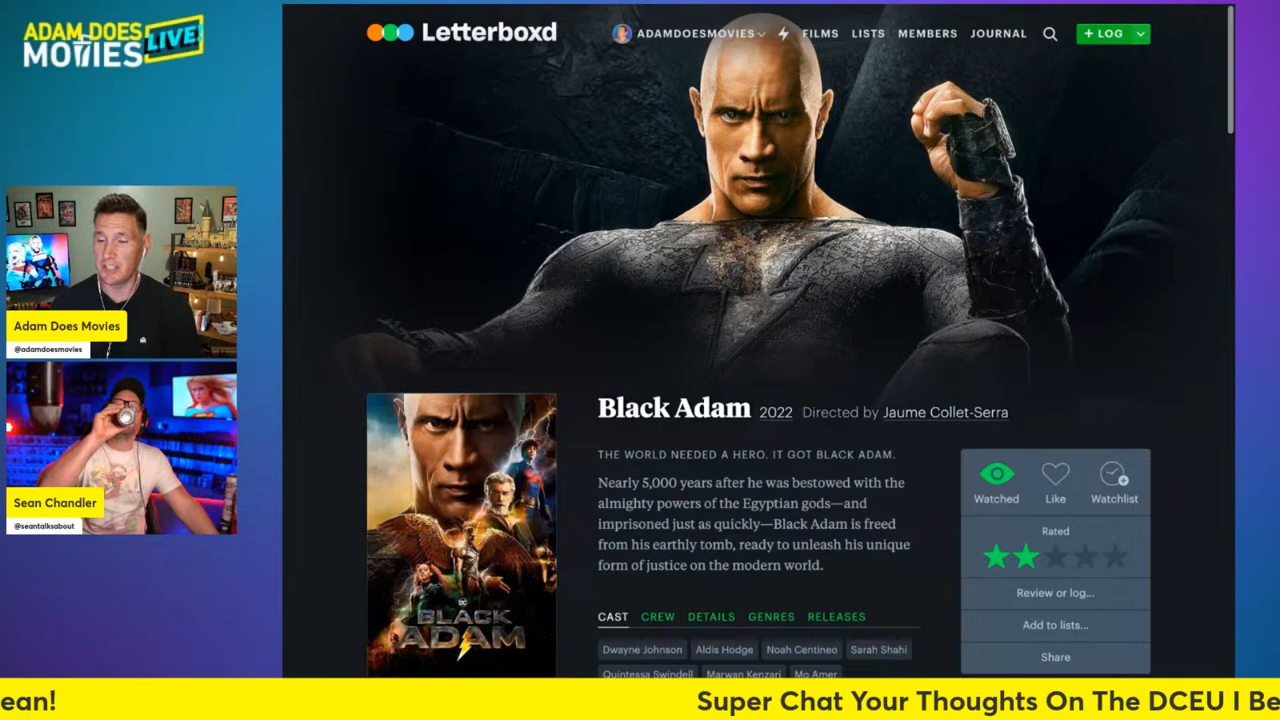 ADAM DOES
MOVIES LIVE!
Letterboxd
ADAMDOESMOVIES
FILMS
LISTS
MEMBERS
JOURNAL
+ LOG
Adam Does Movies
@adamdoesmovies
Sean Chandler
@seantalksabout
Black Adam 2022 Directed by Jaume Collet-Serra
THE WORLD NEEDED A HERO. IT GOT BLACK ADAM.
Nearly 5,000 years after he was bestowed with the
almighty powers of the Egyptian gods—and
imprisoned just as quickly—Black Adam is freed
from his earthly tomb, ready to unleash his unique
form of justice on the modern world.
CAST CREW DETAILS GENRES RELEASES
Dwayne Johnson Aldis Hodge Noah Centineo Sarah Shahi
Quintessa Swindell Marwan Kenzari Mo Amer
Watched Like Watchlist
Rated
Review or log...
Add to lists...
Share
DC
BLACK
ADAM
ean! Super Chat Your Thoughts On The DCEU I Be